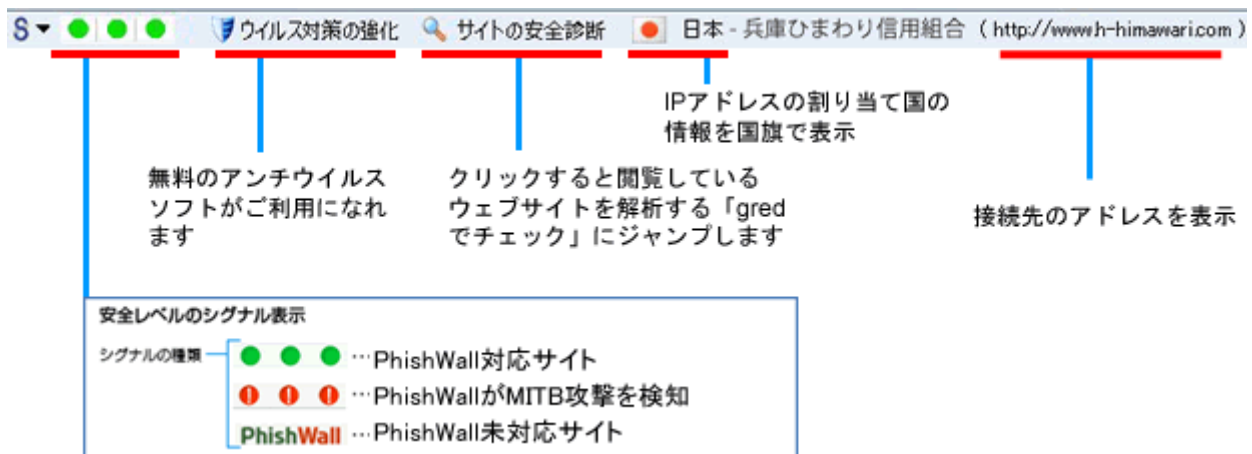 S▼ ウイルス対策の強化 サイトの安全診断 日本 - 兵庫ひまわり信用組合 (http://www.h-himawari.com)
IPアドレスの割り当て国の
情報を国旗で表示
無料のアンチウイルス
ソフトがご利用になれ
ます
クリックすると閲覧している
ウェブサイトを解析する「gred
でチェック」にジャンプします
接続先のアドレスを表示
安全レベルのシグナル表示
シグナルの種類
…PhishWall対応サイト
…PhishWallがMITB攻撃を検知
PhishWall …PhishWall未対応サイト